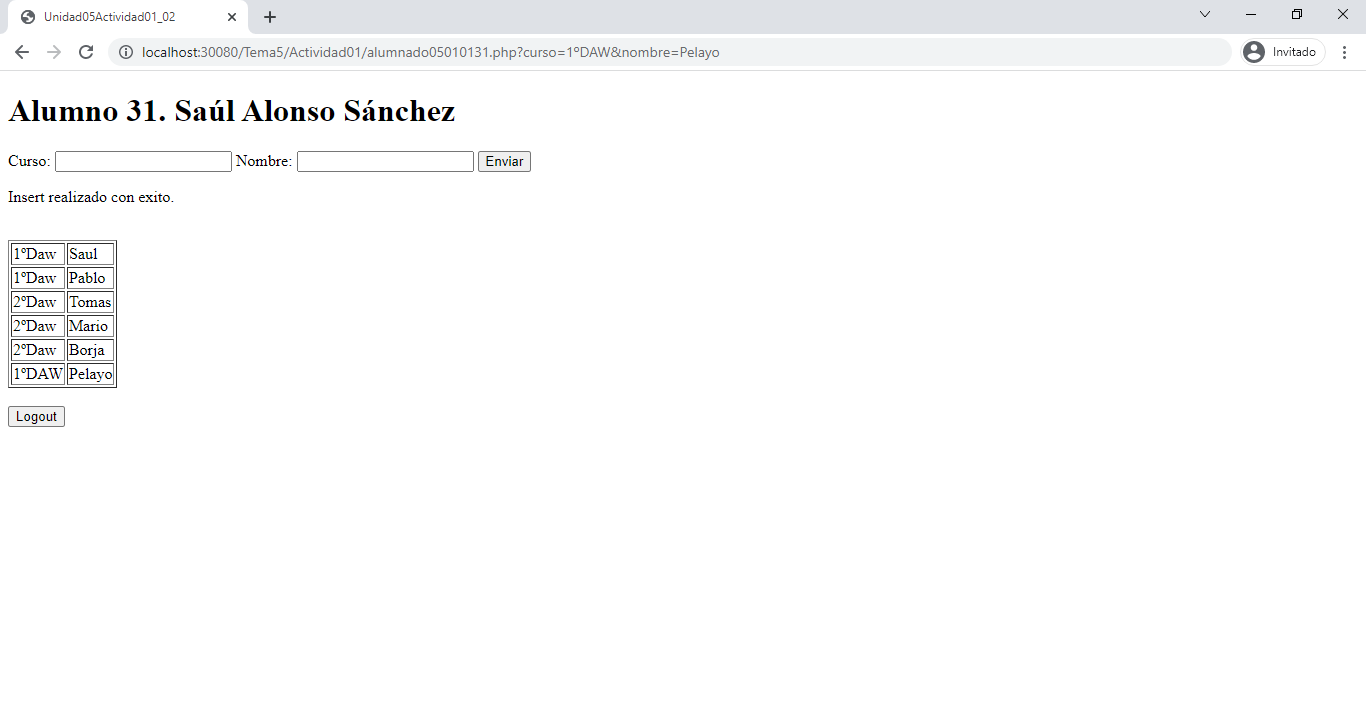 Unidad05Actividad01_02
localhost:30080/Tema5/Actividad01/alumnado05010131.php?curso=1ºDAW&nombre=Pelayo
Invitado
Alumno 31. Saúl Alonso Sánchez
Curso: Nombre: Enviar
Insert realizado con exito.
1ºDaw Saul
1ºDaw Pablo
2ºDaw Tomas
2ºDaw Mario
2ºDaw Borja
1ºDAW Pelayo
Logout